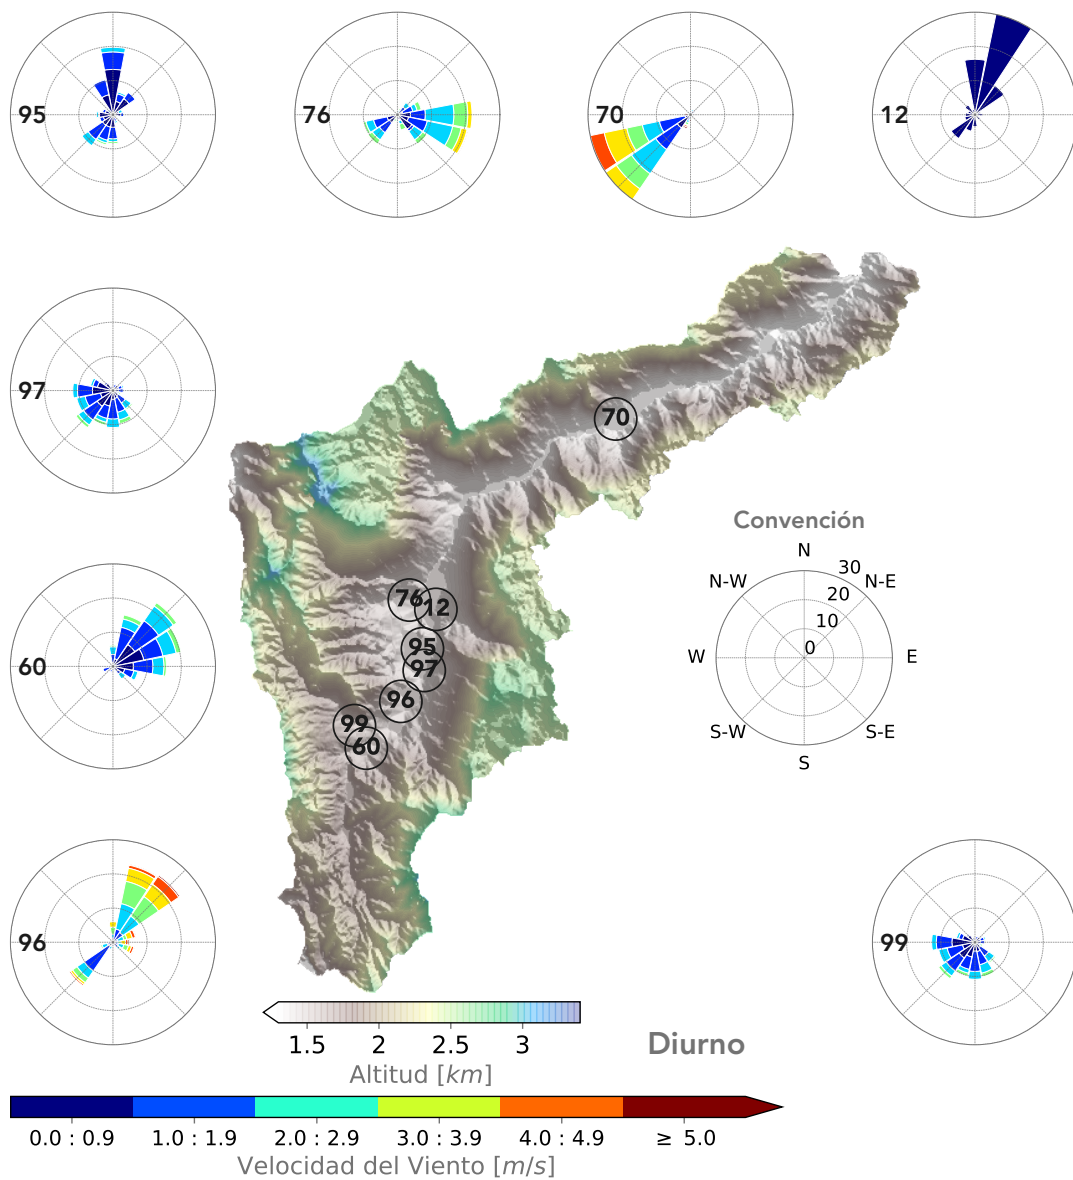 95
76
70
12
97
70
Convención
N
N-W
30
N-E
20
10
W
0
E
S-W
S-E
S
76
12
95
97
96
99
60
60
96
99
1.5 2 2.5 3
Altitud [km]
Diurno
0.0 : 0.9 1.0 : 1.9 2.0 : 2.9 3.0 : 3.9 4.0 : 4.9 ≥ 5.0
Velocidad del Viento [m/s]